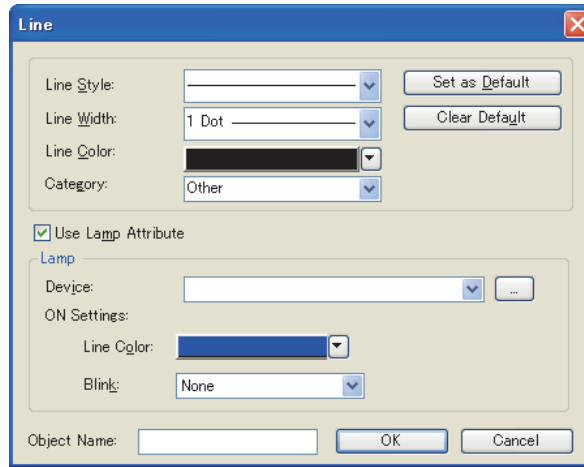 Line
Line Style:
Set as Default
Line Width:
1 Dot
Clear Default
Line Color:
Category:
Other
Use Lamp Attribute
Lamp
Device:
...
ON Settings:
Line Color:
Blink:
None
Object Name:
OK
Cancel